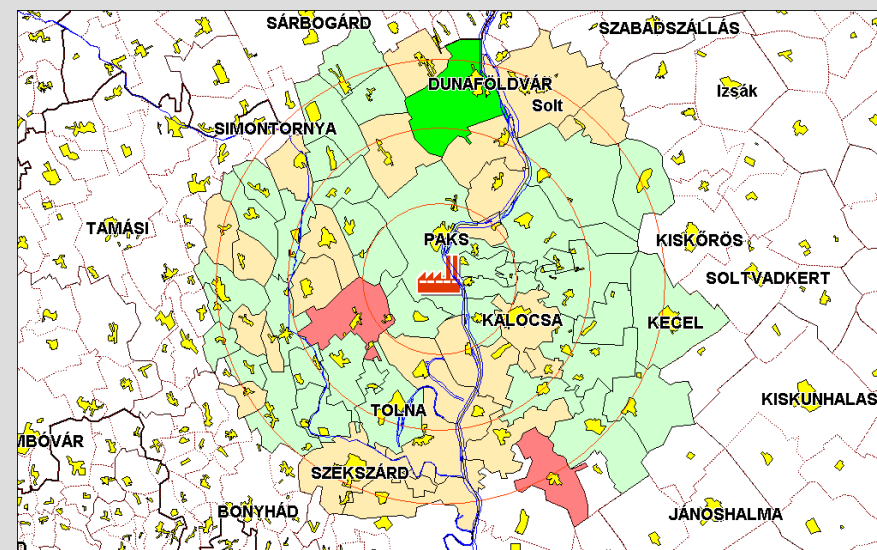 SÁRBOGÁRD
SZABADSZÁLLÁS
DUNAFÖLDVÁR
Izsák
Solt
SIMONTORNYA
TAMÁSI
PAKS
KISKŐRÖS
SOLTVADKERT
KALOCSA
KECEL
KISKUNHALAS
TOLNA
MBÓVÁR
SZEKSZÁRD
BONYHÁD
JÁNOSHALMA